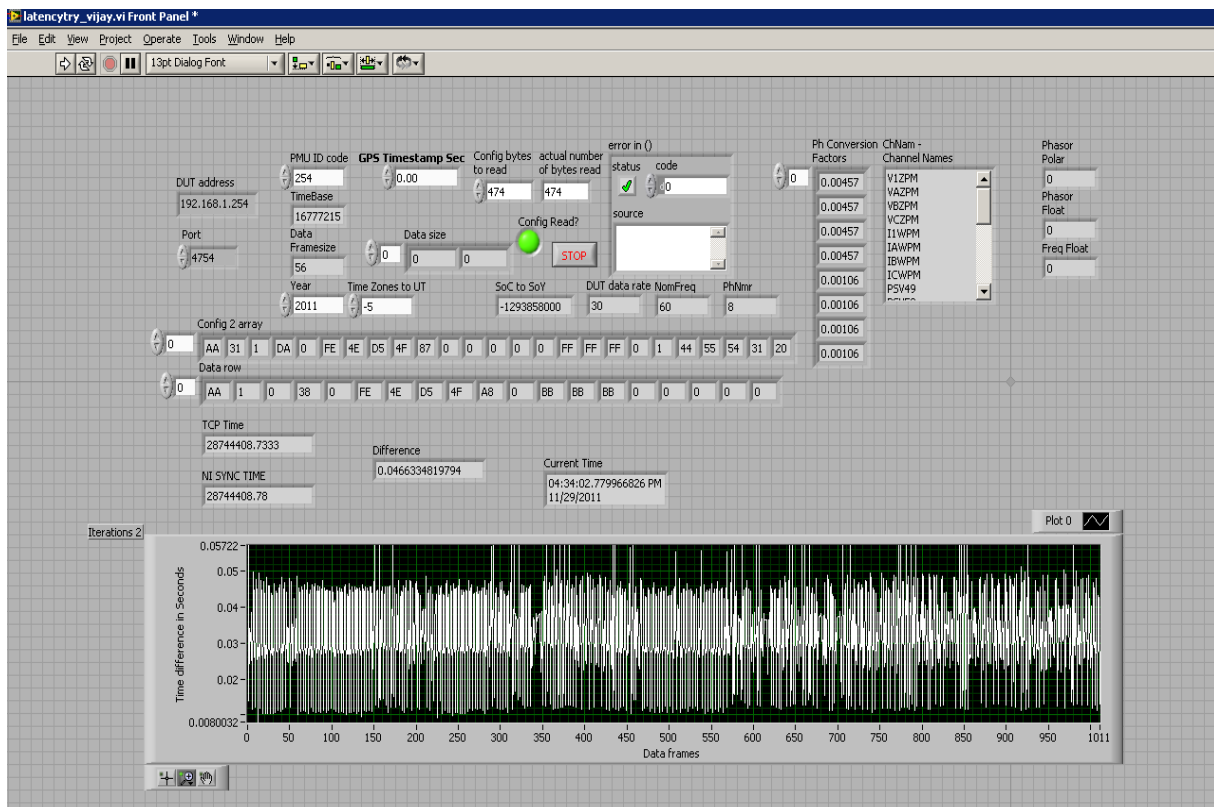 latencytry_vijay.vi Front Panel *
File Edit View Project Operate Tools Window Help
13pt Dialog Font
PMU ID code
254
GPS Timestamp Sec
0.00
Config bytes to read
474
actual number of bytes read
474
error in ()
status code
0
source
Ph Conversion Factors
0
0.00457
0.00457
0.00457
0.00457
0.00106
0.00106
0.00106
0.00106
ChNam - Channel Names
V1ZPM
VAZPM
VBZPM
VCZPM
I1WPM
IAWPM
IBWPM
ICWPM
PSV49
Phasor Polar
0
Phasor Float
0
Freq Float
0
DUT address
192.168.1.254
TimeBase
16777215
Port
4754
Data Framesize
56
Data size
0 0 0
Config Read?
STOP
Year
2011
Time Zones to UT
-5
SoC to SoY
-1293858000
DUT data rate
30
NomFreq
60
PhNmr
8
Config 2 array
0 AA 31 1 DA 0 FE 4E D5 4F 87 0 0 0 0 0 FF FF FF 0 1 44 55 54 31 20
Data row
0 AA 1 0 38 0 FE 4E D5 4F A8 0 BB BB BB 0 0 0 0 0
TCP Time
28744408.7333
Difference
0.0466334819794
NI SYNC TIME
28744408.78
Current Time
04:34:02.779966826 PM
11/29/2011
Iterations 2
Plot 0
Time difference in Seconds
0.05722
0.05
0.04
0.03
0.02
0.0080032
0 50 100 150 200 250 300 350 400 450 500 550 600 650 700 750 800 850 900 950 1011
Data frames